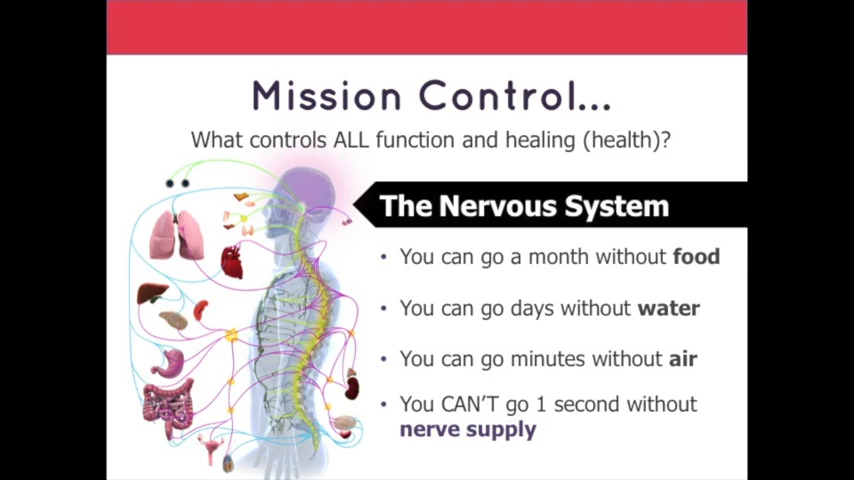 Mission Control...
What controls ALL function and healing (health)?
The Nervous System
• You can go a month without food
• You can go days without water
• You can go minutes without air
• You CAN'T go 1 second without
nerve supply